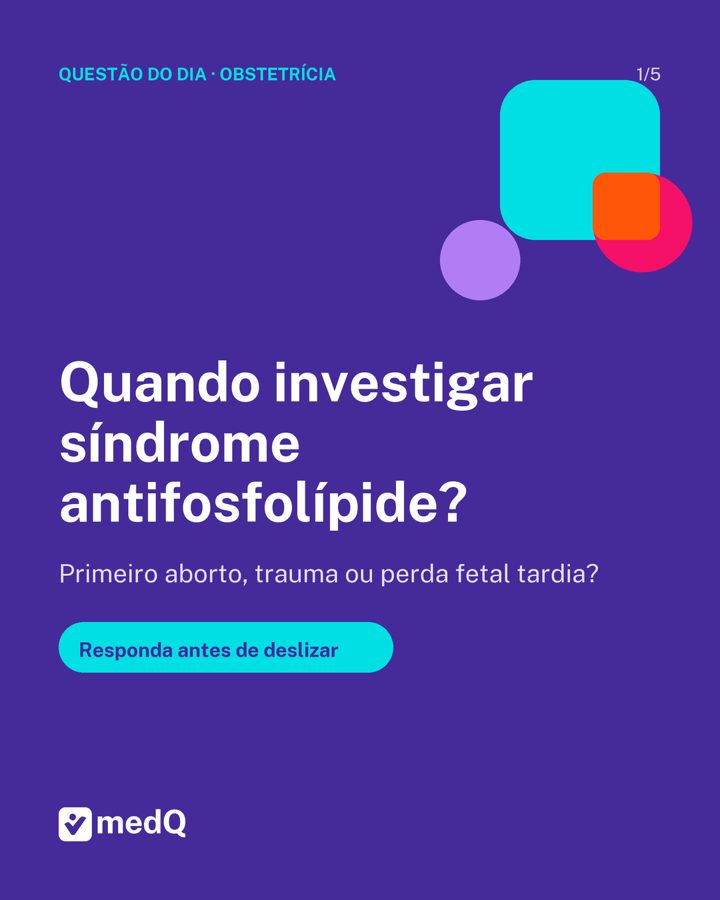 QUESTÃO DO DIA · OBSTETRÍCIA
1/5
Quando investigar
síndrome
antifosfolípide?
Primeiro aborto, trauma ou perda fetal tardia?
Responda antes de deslizar
medQ